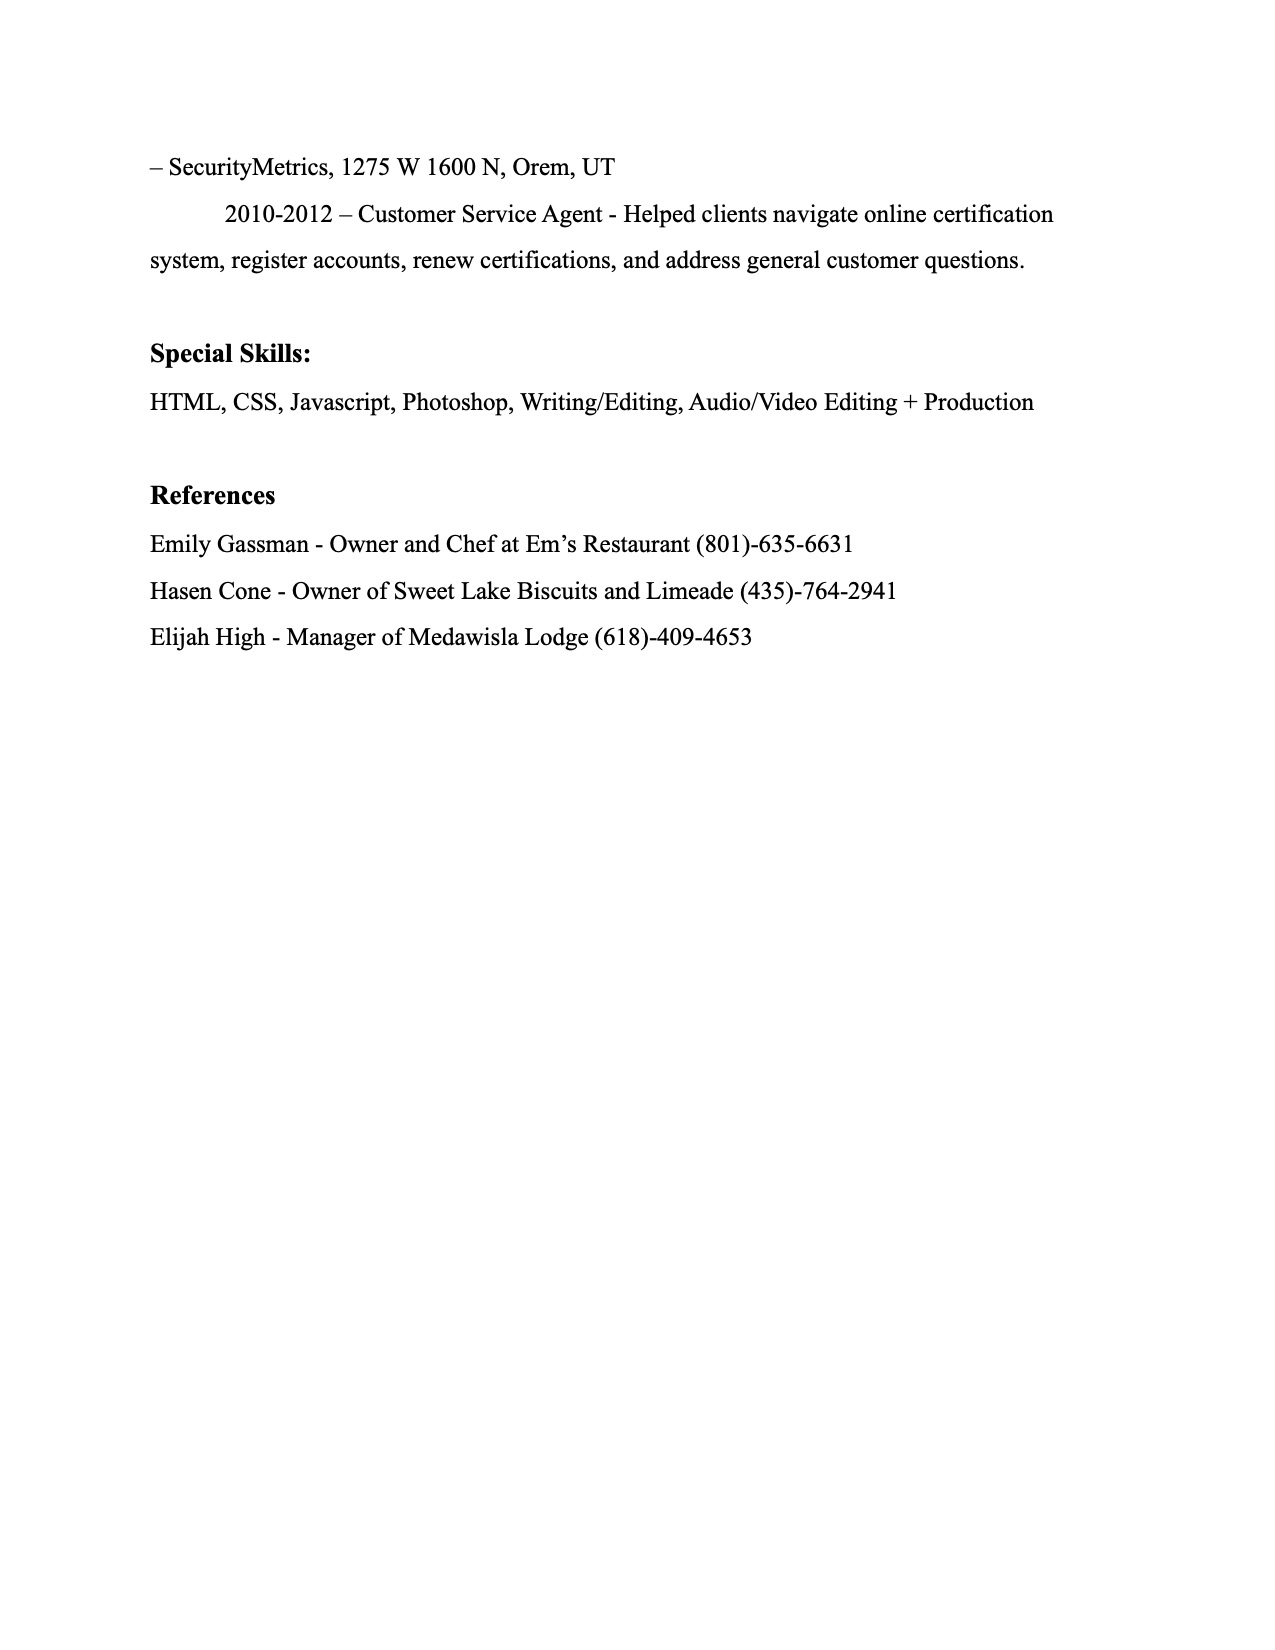 – SecurityMetrics, 1275 W 1600 N, Orem, UT
2010-2012 – Customer Service Agent - Helped clients navigate online certification
system, register accounts, renew certifications, and address general customer questions.
Special Skills:
HTML, CSS, Javascript, Photoshop, Writing/Editing, Audio/Video Editing + Production
References
Emily Gassman - Owner and Chef at Em’s Restaurant (801)-635-6631
Hasen Cone - Owner of Sweet Lake Biscuits and Limeade (435)-764-2941
Elijah High - Manager of Medawisla Lodge (618)-409-4653